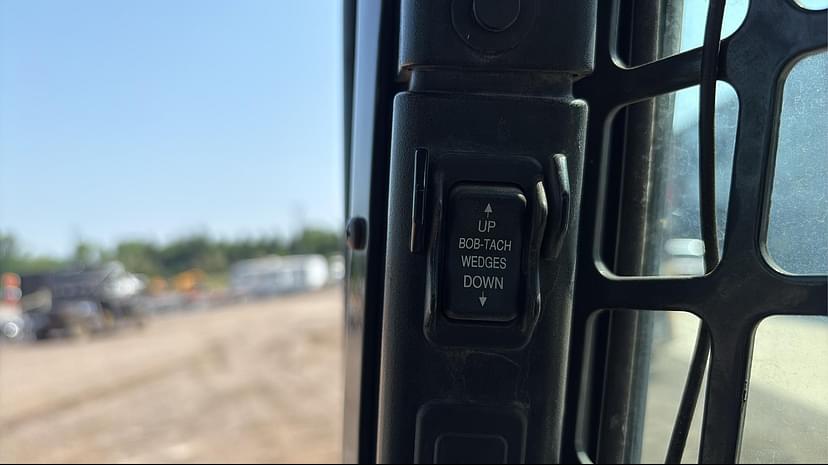 UP
BOB-TACH
WEDGES
DOWN